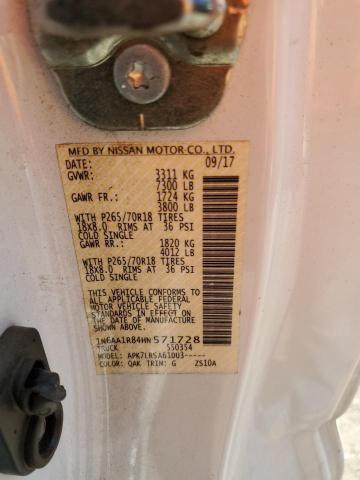 MFD BY NISSAN MOTOR CO., LTD.
DATE: 09/17
GVWR: 3311 KG
7300 LB
GAWR FR.: 1724 KG
3800 LB
WITH P265/70R18 TIRES
18X8.0 RIMS AT 36 PSI
COLD SINGLE
GAWR RR.: 1820 KG
4012 LB
WITH P265/70R18 TIRES
18X8.0 RIMS AT 36 PSI
COLD SINGLE
THIS VEHICLE CONFORMS TO
ALL APPLICABLE FEDERAL
MOTOR VEHICLE SAFETY
STANDARDS IN EFFECT ON THE
DATE OF MANUFACTURE
SHOWN ABOVE
1N6AA1R84HN571728
TRUCK 550354
MODEL: APK7LRSA610U3-----
COLOR: QAK TRIM: G ZS10A